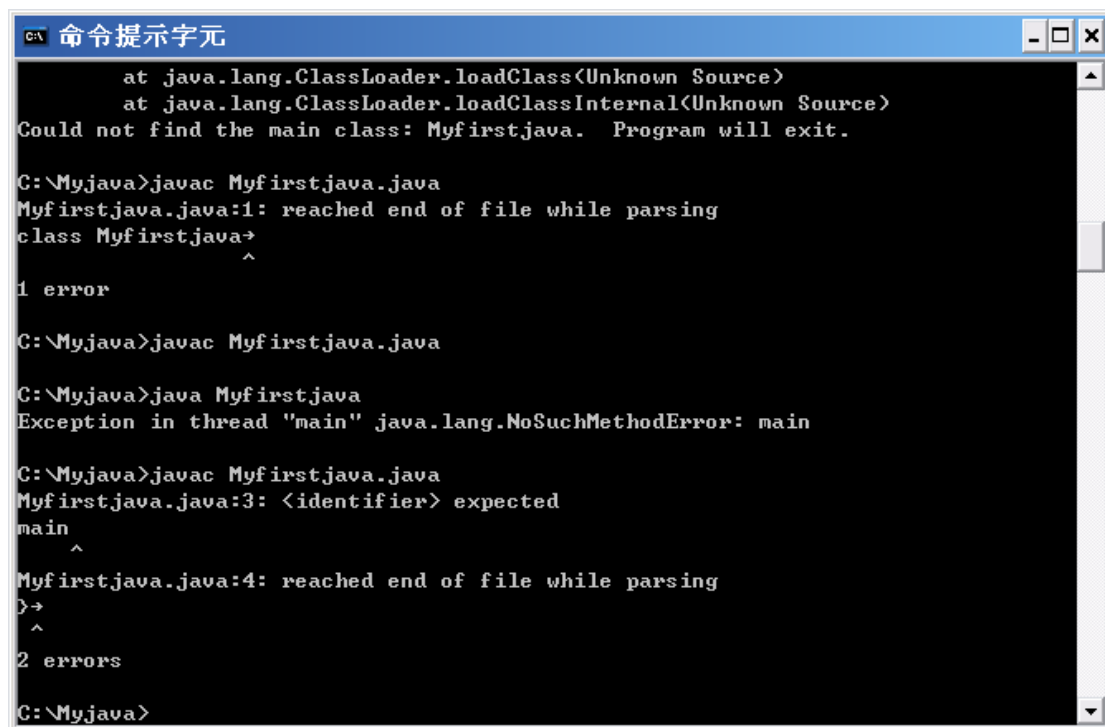 命令提示字元
at java.lang.ClassLoader.loadClass(Unknown Source)
at java.lang.ClassLoader.loadClassInternal(Unknown Source)
Could not find the main class: Myfirstjava.  Program will exit.
C:\Myjava>javac Myfirstjava.java
Myfirstjava.java:1: reached end of file while parsing
class Myfirstjava→
^
1 error
C:\Myjava>javac Myfirstjava.java
C:\Myjava>java Myfirstjava
Exception in thread "main" java.lang.NoSuchMethodError: main
C:\Myjava>javac Myfirstjava.java
Myfirstjava.java:3: <identifier> expected
main
^
Myfirstjava.java:4: reached end of file while parsing
}→
^
2 errors
C:\Myjava>